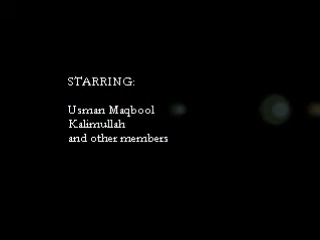 STARRING:
Usman Maqbool
Kalimullah
and other members